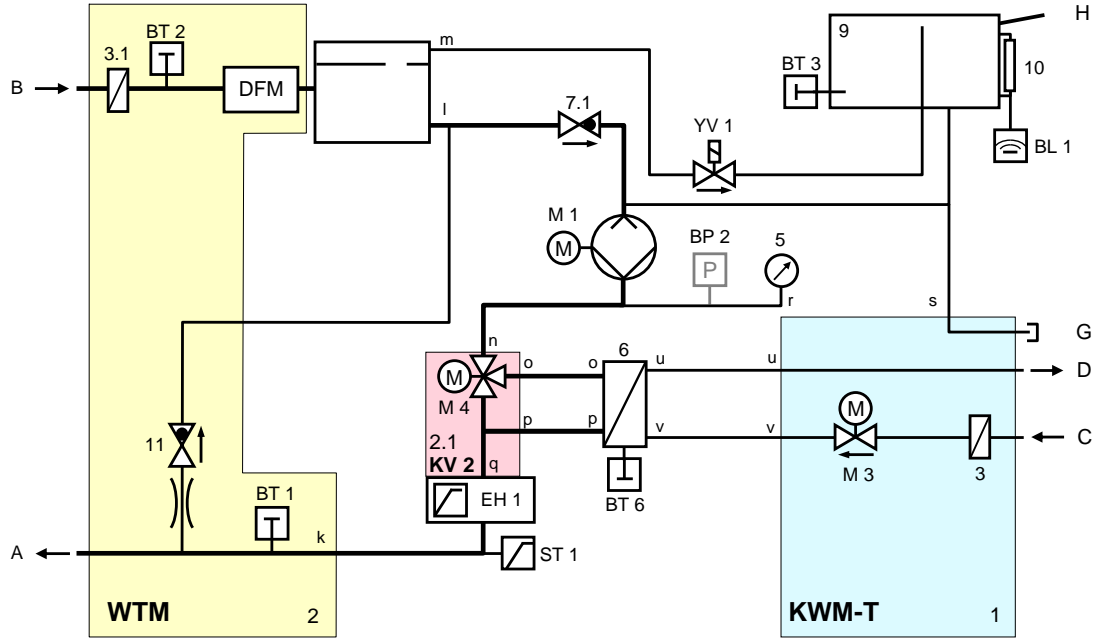 m
H
9
BT 2
3.1
BT 3
10
B
DFM
l
7.1
YV 1
BL 1
M 1
BP 2
5
M
P
r
s
n
G
o
o
6
u
u
D
M
M 4
M
p
p
v
v
C
11
2.1
KV 2
q
M 3
3
BT 1
EH 1
BT 6
k
A
ST 1
WTM
2
KWM-T
1